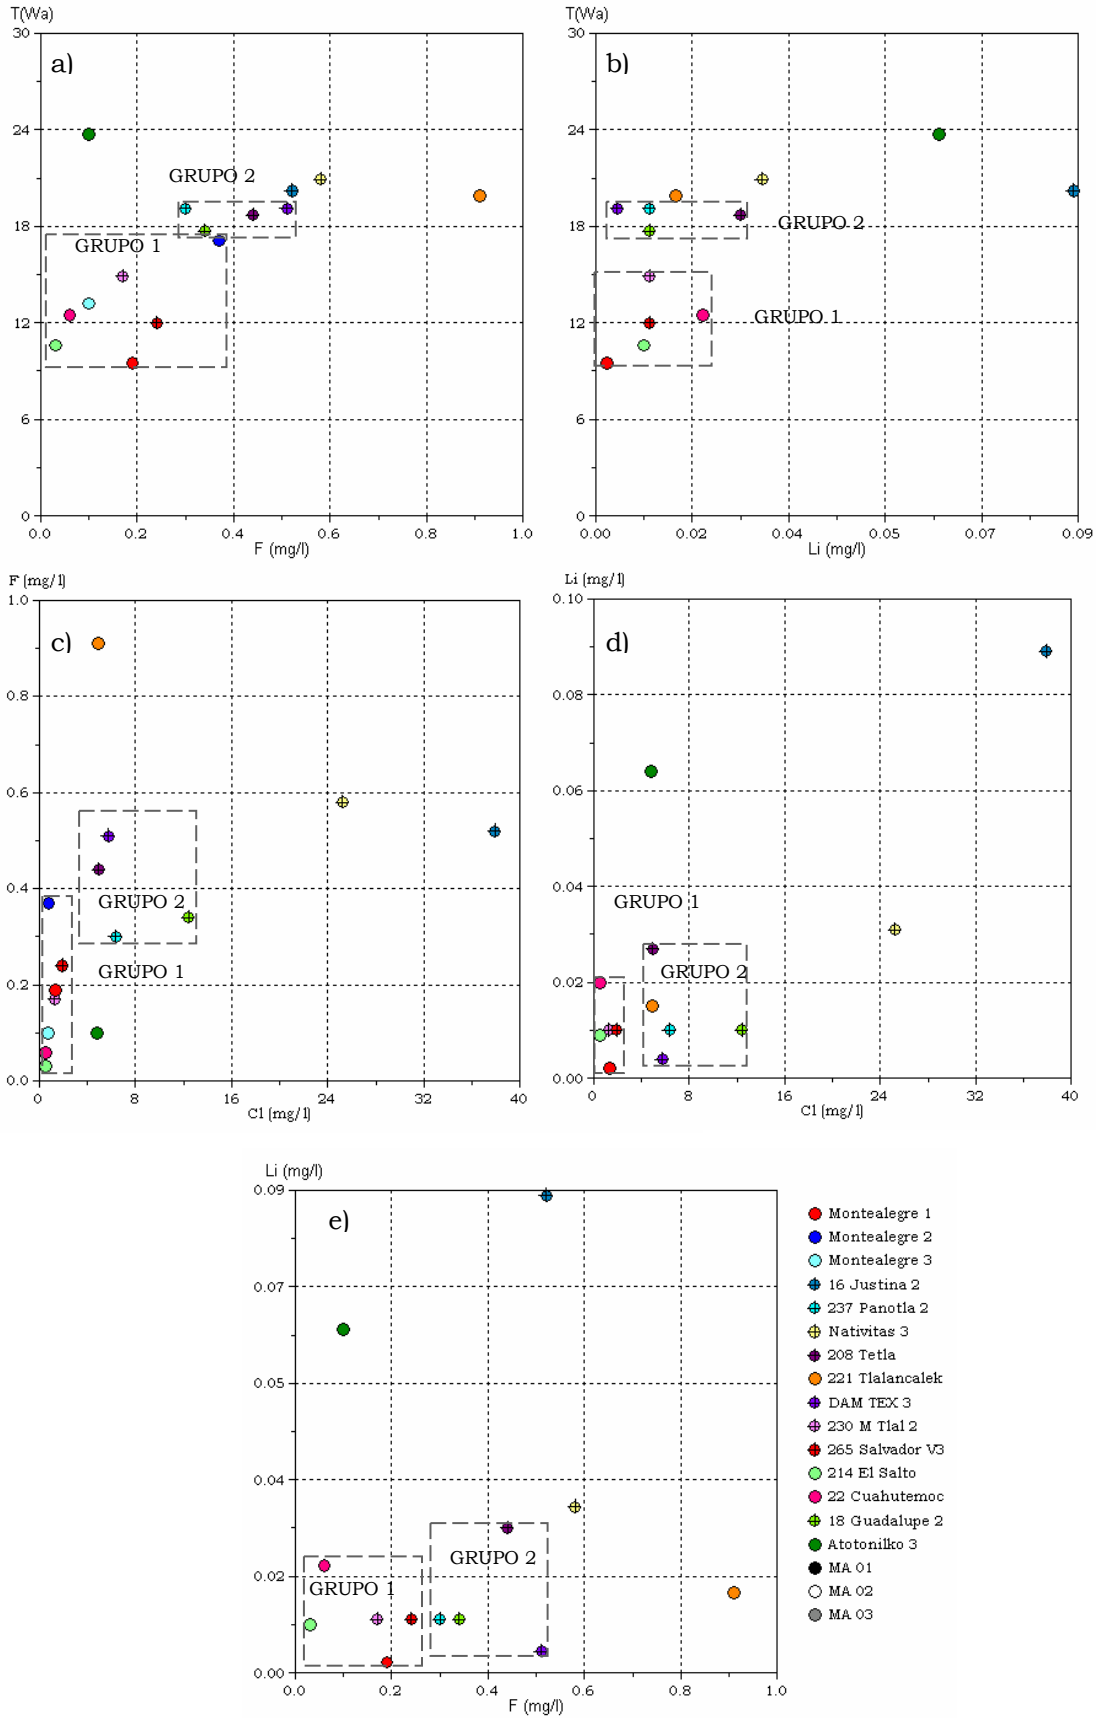 T(Wa)
30
a)
24
GRUPO 2
18
GRUPO 1
12
6
0
0.0 0.2 0.4 0.6 0.8 1.0
F (mg/l)
T(Wa)
30
b)
24
GRUPO 2
18
GRUPO 1
12
6
0
0.00 0.02 0.04 0.05 0.07 0.09
Li (mg/l)
F (mg/l)
1.0
c)
0.8
0.6
0.4
GRUPO 2
GRUPO 1
0.2
0.0
0 8 16 24 32 40
Cl (mg/l)
Li (mg/l)
0.10
d)
0.08
0.06
0.04
GRUPO 1
GRUPO 2
0.02
0.00
0 8 16 24 32 40
Cl (mg/l)
Li (mg/l)
0.09
e)
0.07
0.05
0.04
GRUPO 2
GRUPO 1
0.02
0.00
0.0 0.2 0.4 0.6 0.8 1.0
F (mg/l)
Montealegre 1
Montealegre 2
Montealegre 3
16 Justina 2
237 Panotla 2
Nativitas 3
208 Tetla
221 Tlalancalek
DAM TEX 3
230 M Tlal 2
265 Salvador V3
214 El Salto
22 Cuahutemoc
18 Guadalupe 2
Atotonilko 3
MA 01
MA 02
MA 03